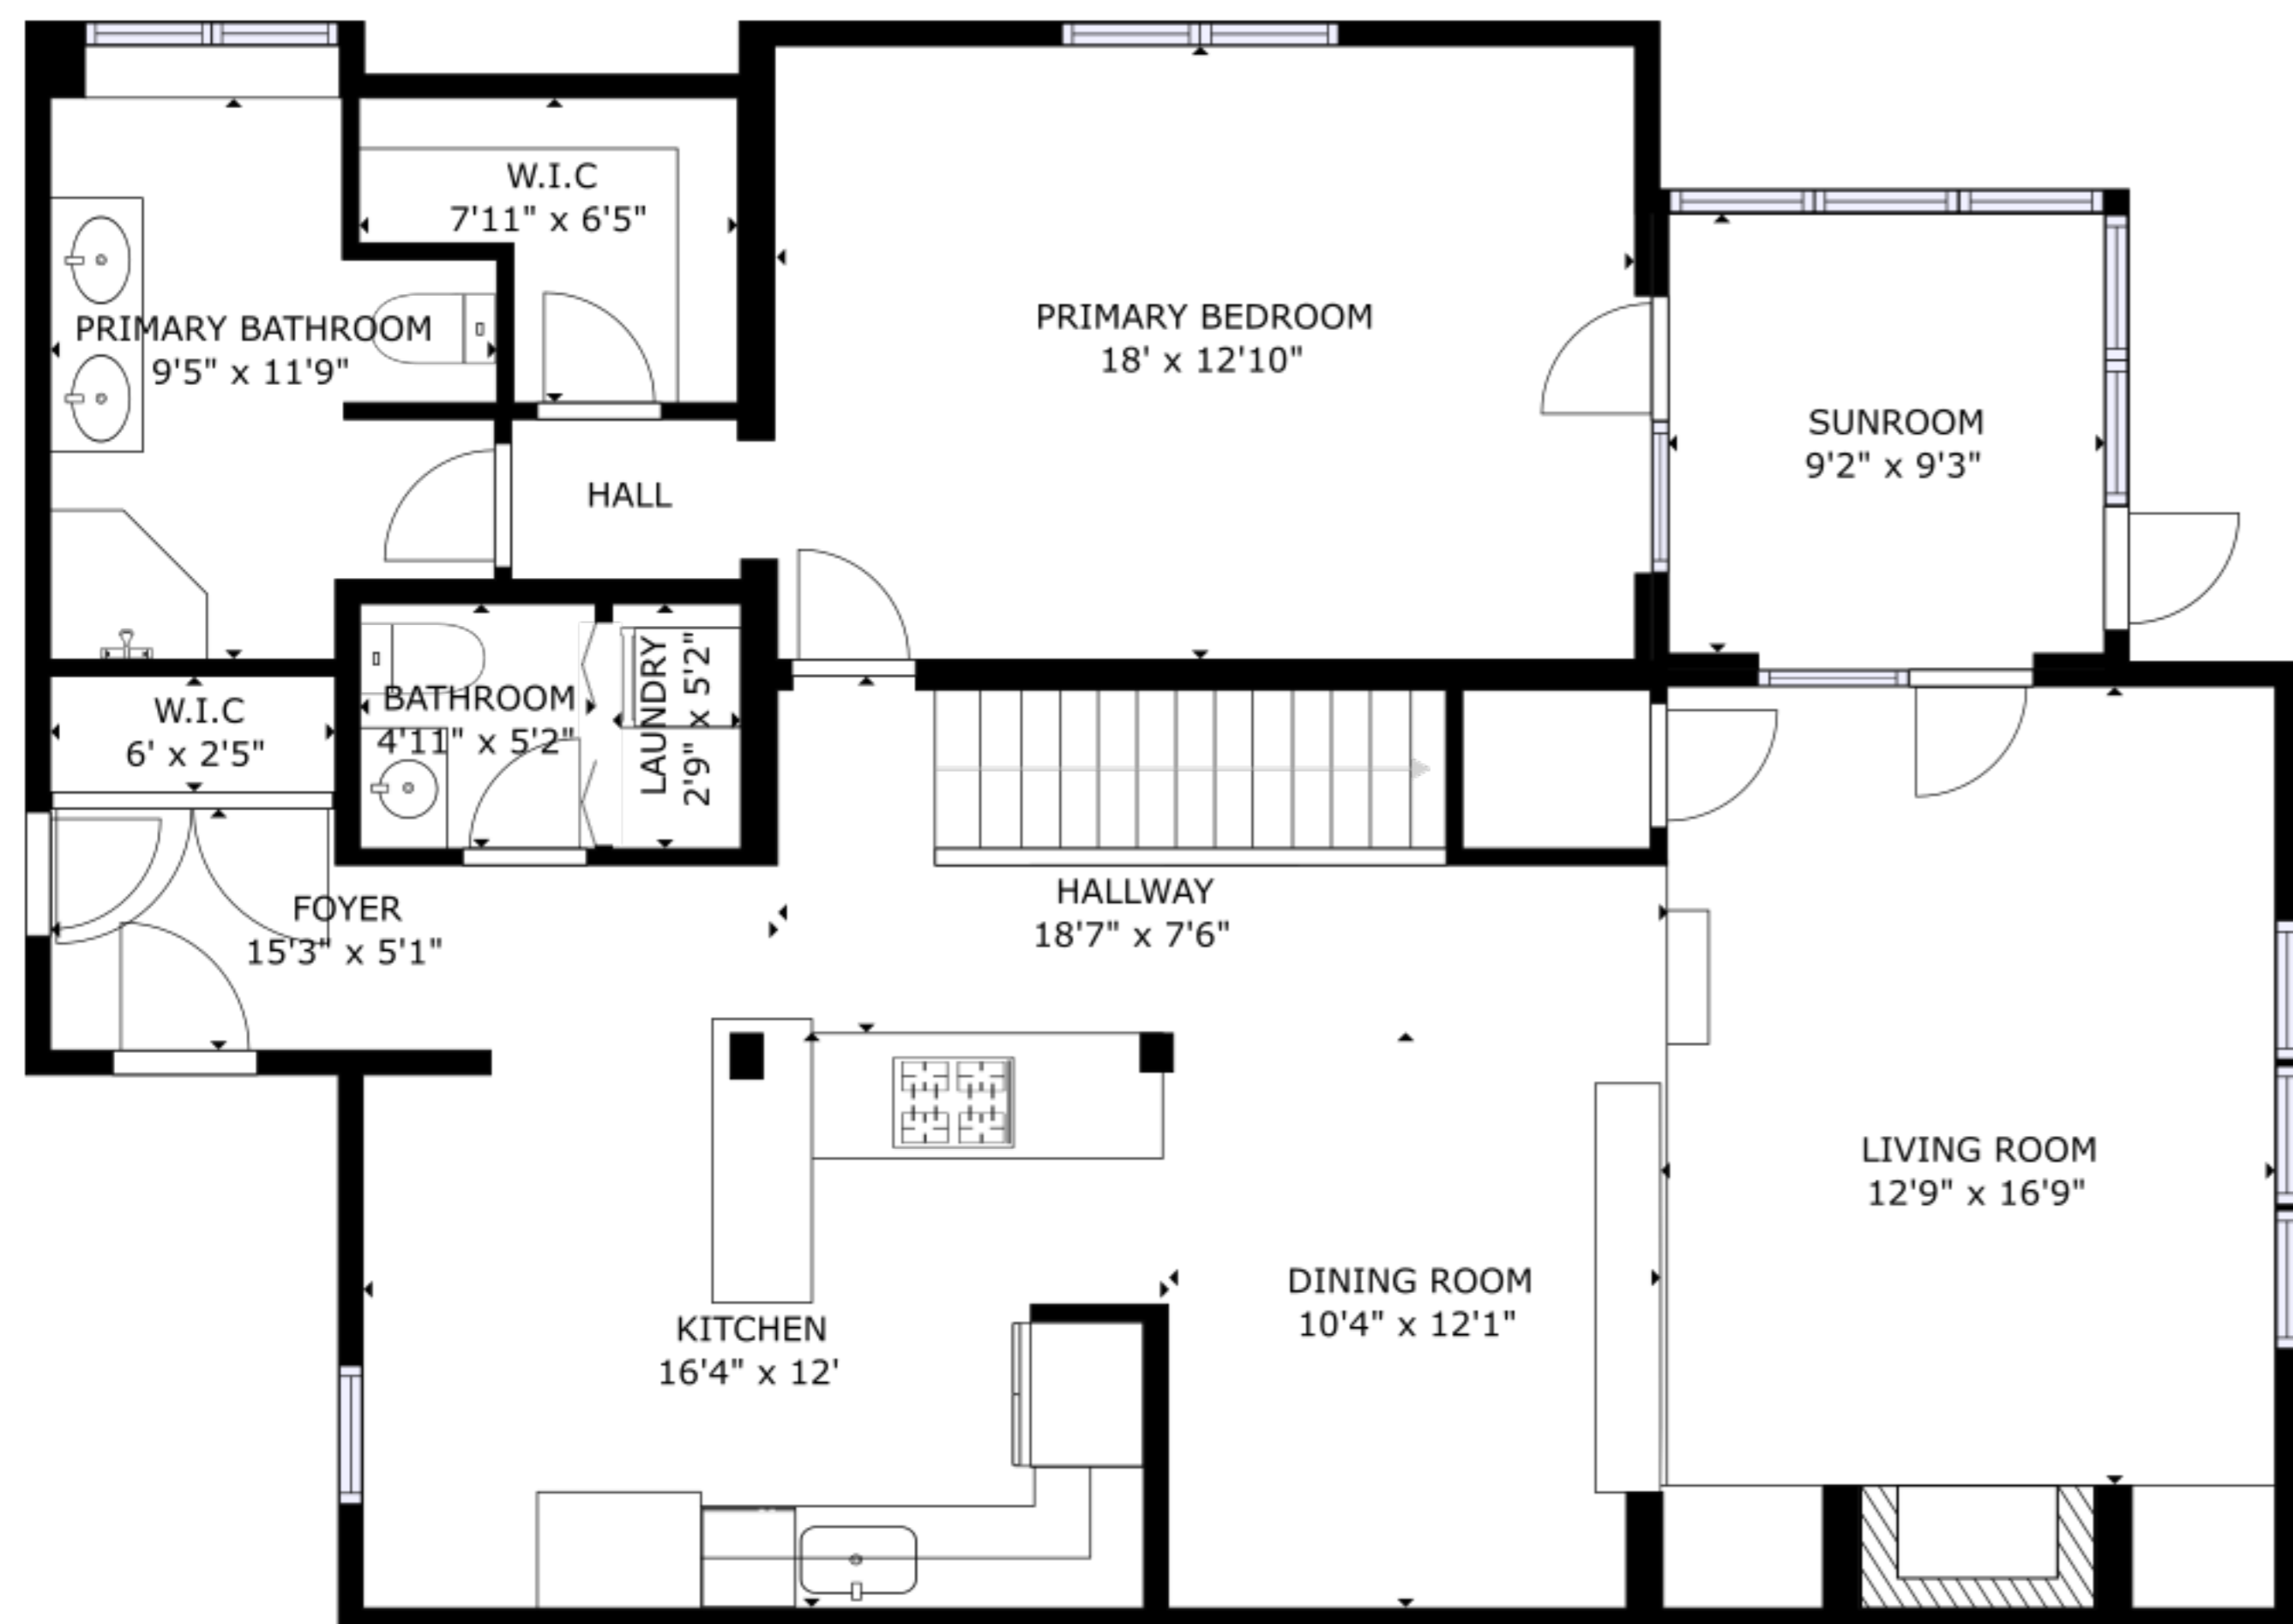 W.I.C
7'11" x 6'5"
PRIMARY BATHROOM
9'5" x 11'9"
PRIMARY BEDROOM
18' x 12'10"
SUNROOM
9'2" x 9'3"
HALL
W.I.C
6' x 2'5"
BATHROOM
4'11" x 5'2"
LAUNDRY
2'9" x 5'2"
FOYER
15'3" x 5'1"
HALLWAY
18'7" x 7'6"
LIVING ROOM
12'9" x 16'9"
DINING ROOM
10'4" x 12'1"
KITCHEN
16'4" x 12'